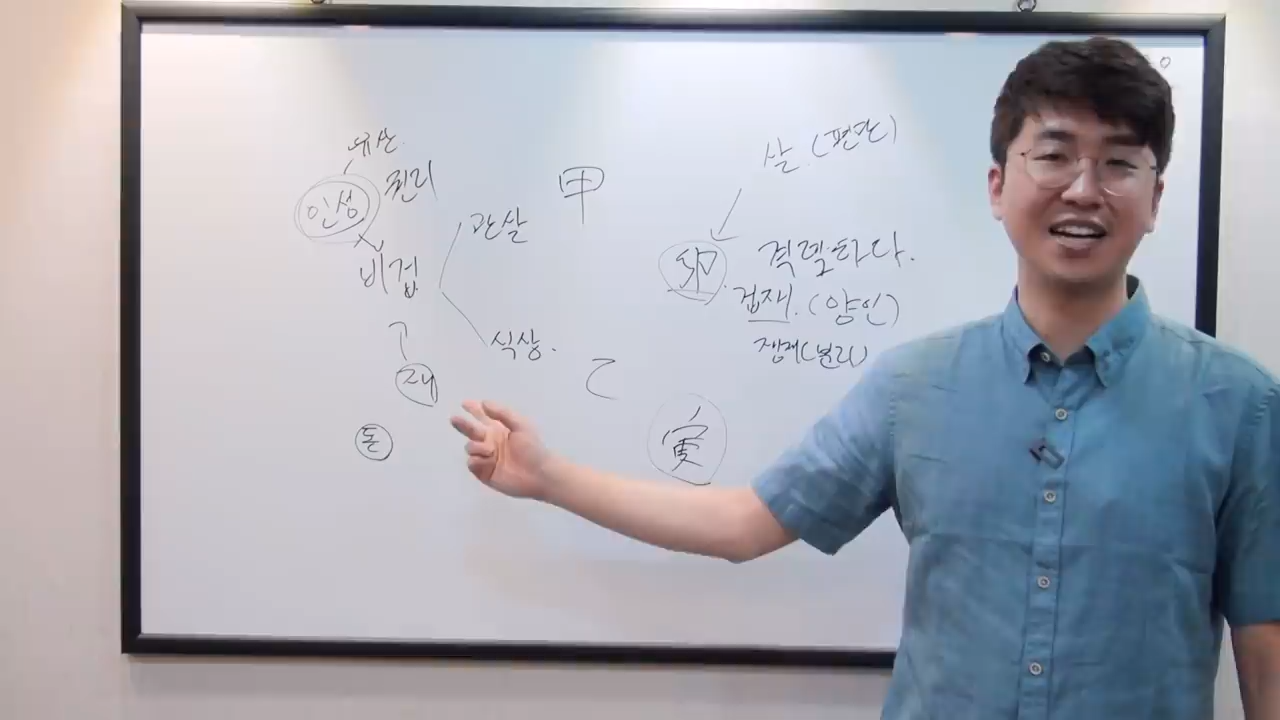 유산.
인성 권리
비겁
관살
식상.
재
돈
甲
乙
살.(편관)
卯 격렬하다.
겁재.(양인)
쟁재(분리)
寅